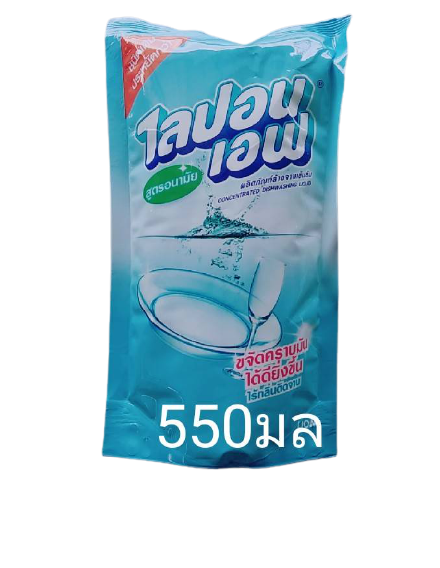 ไลปอน
เอฟ
®
ผลิตภัณฑ์ล้างจานเข้มข้น
CONCENTRATED DISHWASHING LIQUID
สูตรอนามัย
ขจัดคราบมัน
ได้ดียิ่งขึ้น
ไร้กลิ่นติดจาน
550มล